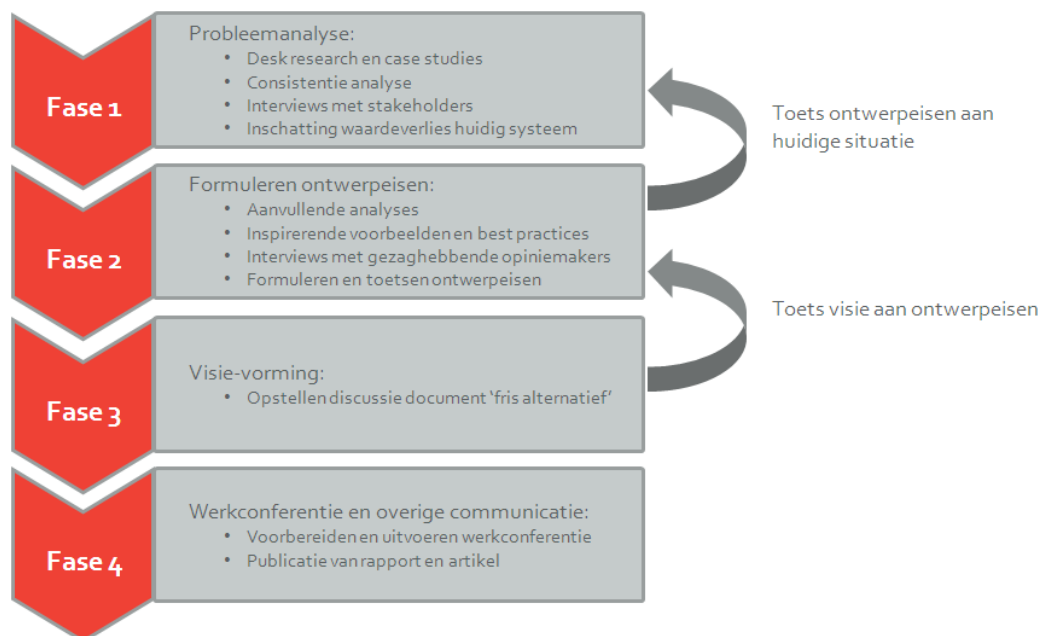 Fase 1
Probleemanalyse:
• Desk research en case studies
• Consistentie analyse
• Interviews met stakeholders
• Inschatting waardeverlies huidig systeem
Toets ontwerpeisen aan
huidige situatie
Fase 2
Formuleren ontwerpeisen:
• Aanvullende analyses
• Inspirerende voorbeelden en best practices
• Interviews met gezaghebbende opiniemakers
• Formuleren en toetsen ontwerpeisen
Toets visie aan ontwerpeisen
Fase 3
Visie-vorming:
• Opstellen discussie document ‘fris alternatief’
Fase 4
Werkconferentie en overige communicatie:
• Voorbereiden en uitvoeren werkconferentie
• Publicatie van rapport en artikel